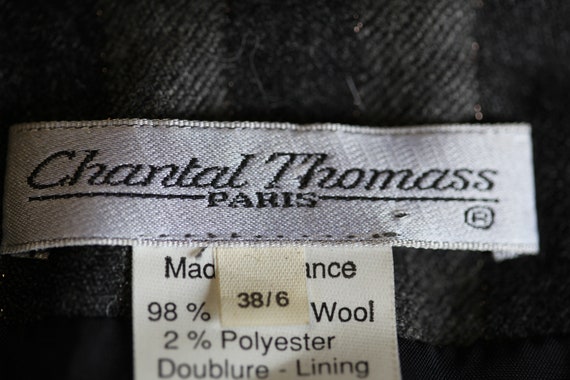 Chantal Thomass
PARIS
®
Mad ance
38/6
98 % Wool
2 % Polyester
Doublure - Lining